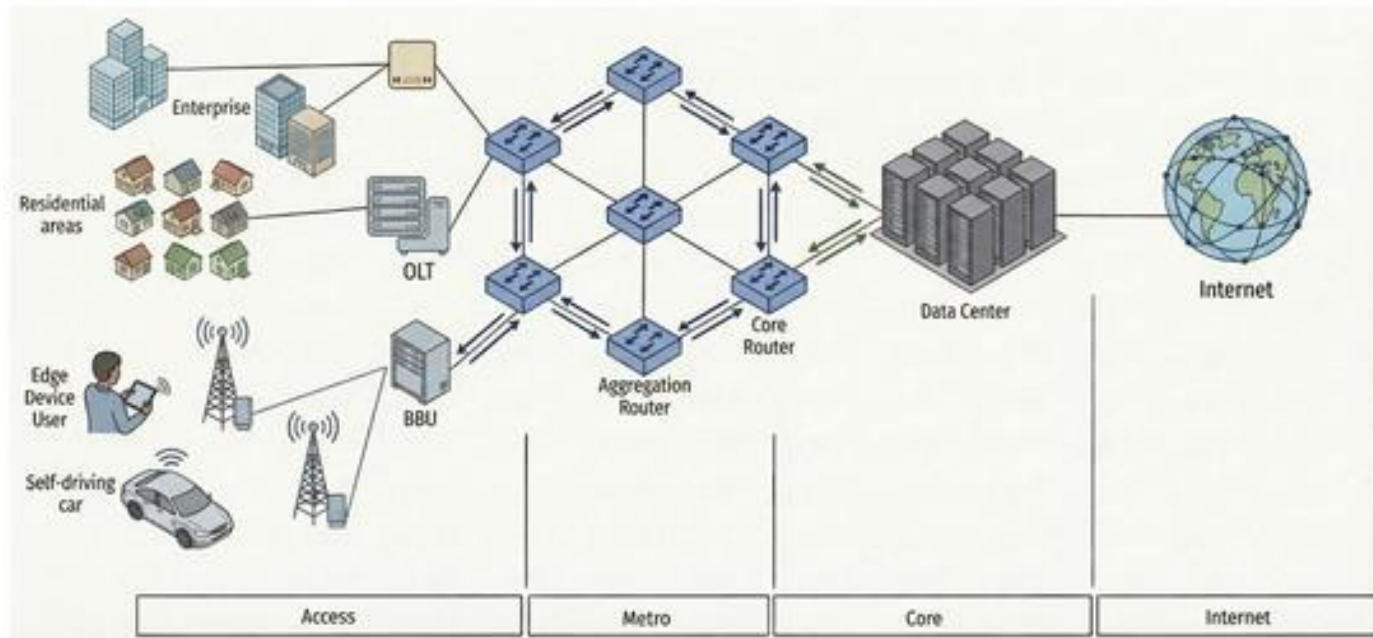 Enterprise
Residential
areas
OLT
Edge
Device
User
BBU
Self-driving
car
Aggregation
Router
Core
Router
Data Center
Internet
Access
Metro
Core
Internet